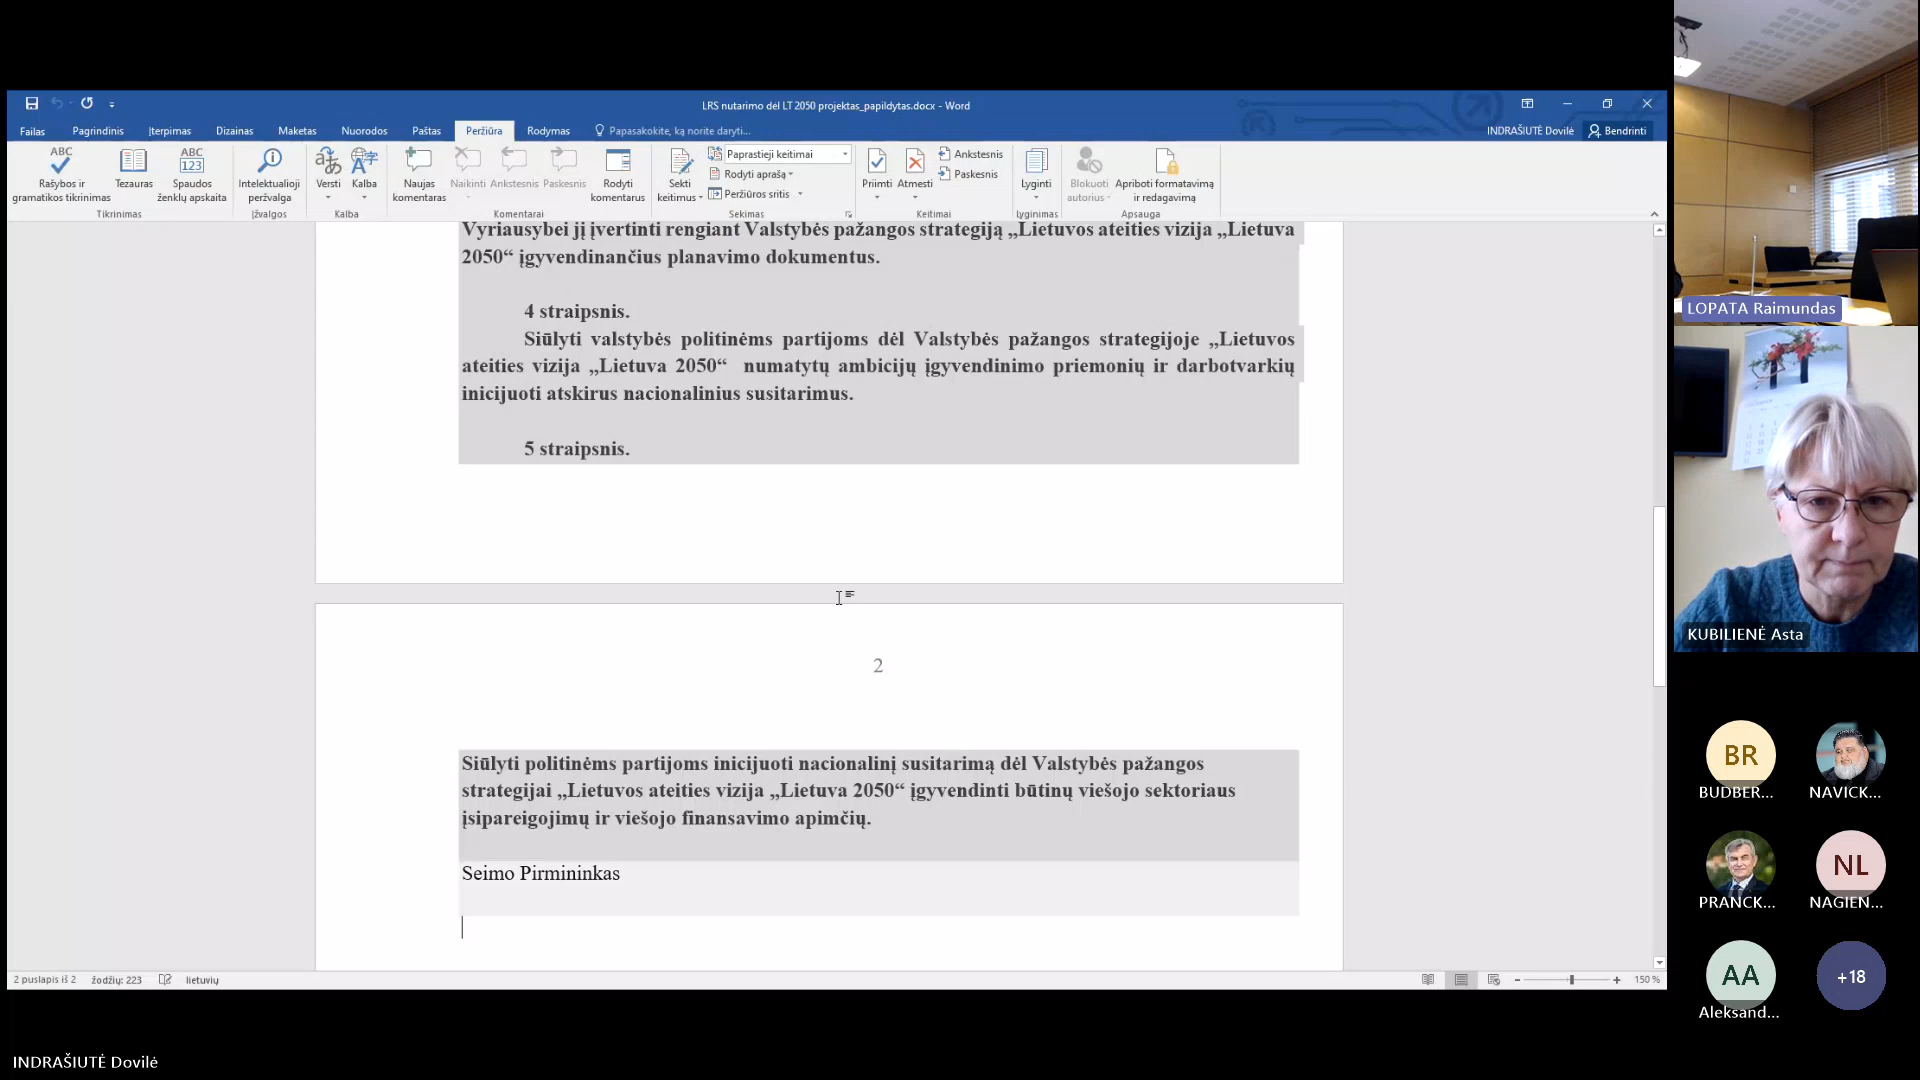 LRS nutarimo dėl LT 2050 projektas_papildytas.docx - Word
Failas Pagrindinis Įterpimas Dizainas Maketas Nuorodos Paštas Peržiūra Rodymas Papasakokite, ką norite daryti... INDRAŠIUTĖ Dovilė Bendrinti
ABC
Rašybos ir
gramatikos tikrinimas
Tezauras
ABC
123
Spaudos
ženklų apskaita
Tikrinimas
Intelektualioji
peržvalga
Įžvalgos
Versti
Kalba
Kalba
Naujas
komentaras
Naikinti
Ankstesnis
Paskesnis
Rodyti
komentarus
Komentarai
Sekti
keitimus
Paprastieji keitimai
Rodyti aprašą
Peržiūros sritis
Sekimas
Priimti
Atmesti
Ankstesnis
Paskesnis
Keitimai
Lyginti
Lyginimas
Blokuoti
autorius
Apriboti formatavimą
ir redagavimą
Apsauga
Vyriausybei jį įvertinti rengiant Valstybės pažangos strategiją „Lietuvos ateities vizija „Lietuva
2050“ įgyvendinančius planavimo dokumentus.
4 straipsnis.
Siūlyti valstybės politinėms partijoms dėl Valstybės pažangos strategijoje „Lietuvos
ateities vizija „Lietuva 2050“ numatytų ambicijų įgyvendinimo priemonių ir darbotvarkių
inicijuoti atskirus nacionalinius susitarimus.
5 straipsnis.
2
Siūlyti politinėms partijoms inicijuoti nacionalinį susitarimą dėl Valstybės pažangos
strategijai „Lietuvos ateities vizija „Lietuva 2050“ įgyvendinti būtinų viešojo sektoriaus
įsipareigojimų ir viešojo finansavimo apimčių.
Seimo Pirmininkas
2 puslapis iš 2 žodžių: 223 lietuvių 150 %
LOPATA Raimundas
KUBILIENĖ Asta
BR
BUDBER...
NAVICK...
PRANCK...
NL
NAGIEN...
AA
Aleksand...
+18
INDRAŠIUTĖ Dovilė